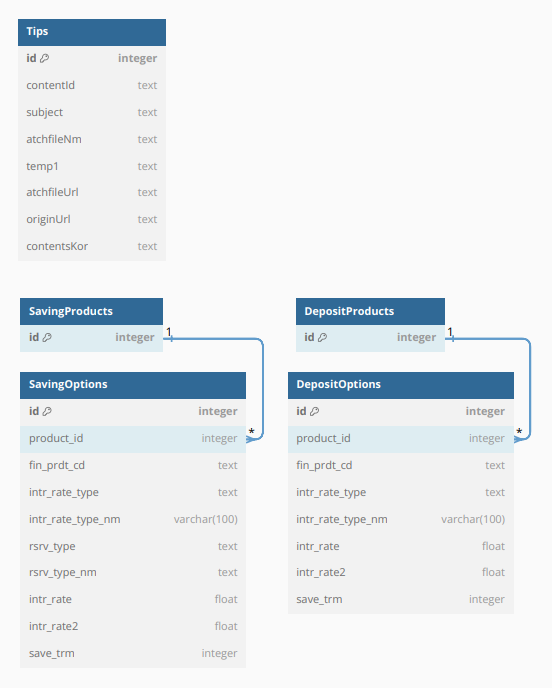 Tips
id integer
contentId text
subject text
atchfileNm text
temp1 text
atchfileUrl text
originUrl text
contentsKor text
SavingProducts
id integer
1
SavingOptions
id integer
product_id integer
*
fin_prdt_cd text
intr_rate_type text
intr_rate_type_nm varchar(100)
rsrv_type text
rsrv_type_nm text
intr_rate float
intr_rate2 float
save_trm integer
DepositProducts
id integer
1
DepositOptions
id integer
product_id integer
*
fin_prdt_cd text
intr_rate_type text
intr_rate_type_nm varchar(100)
intr_rate float
intr_rate2 float
save_trm integer